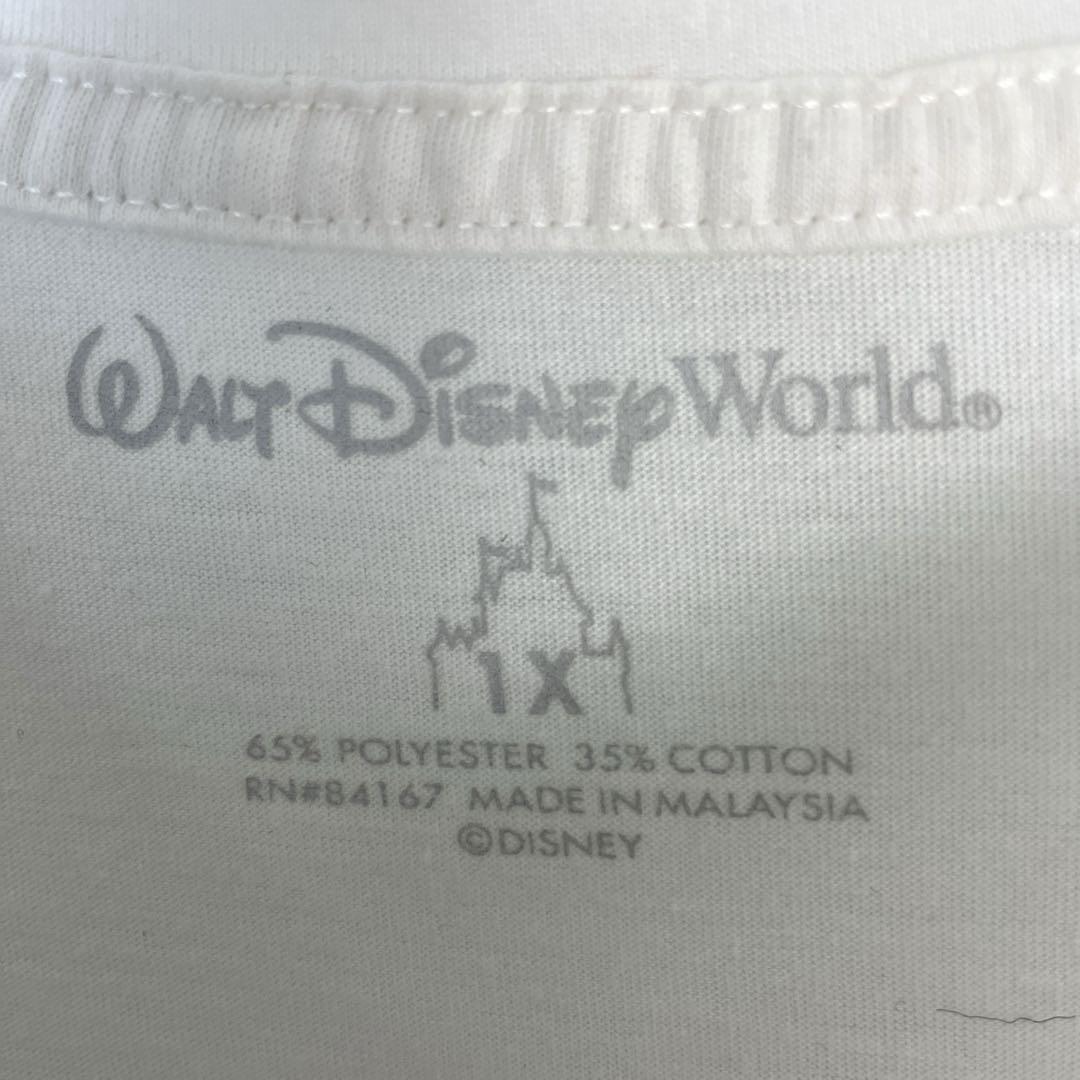 Walt Disney World®
1X
65% POLYESTER 35% COTTON
RN#84167 MADE IN MALAYSIA
©DISNEY